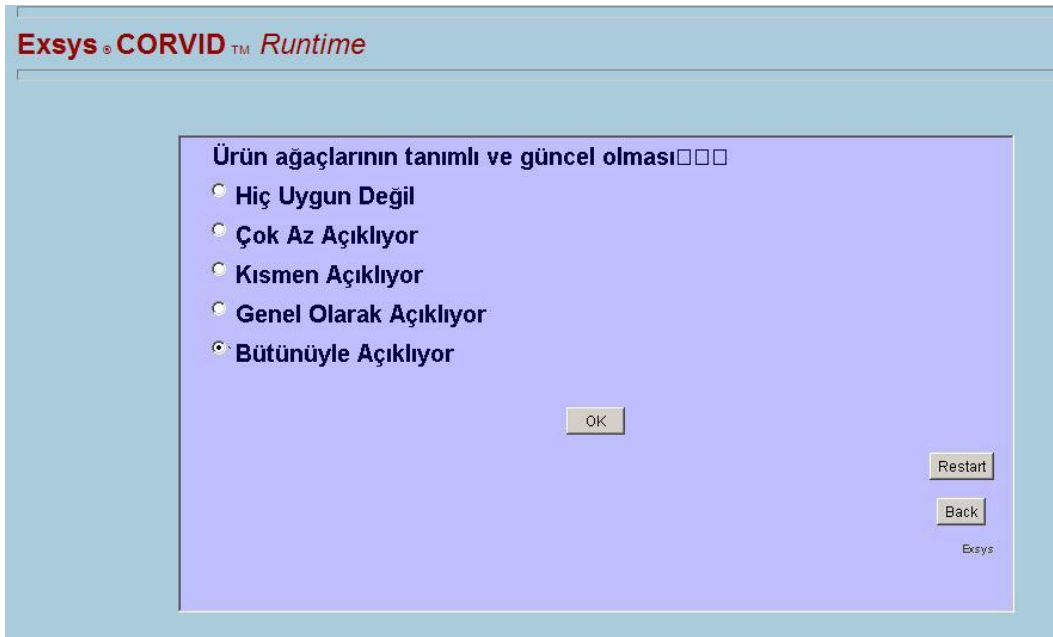 Exsys ® CORVID TM Runtime
Ürün ağaçlarının tanımlı ve güncel olması□□□
Hiç Uygun Değil
Çok Az Açıklıyor
Kısmen Açıklıyor
Genel Olarak Açıklıyor
Bütünüyle Açıklıyor
OK
Restart
Back
Exsys